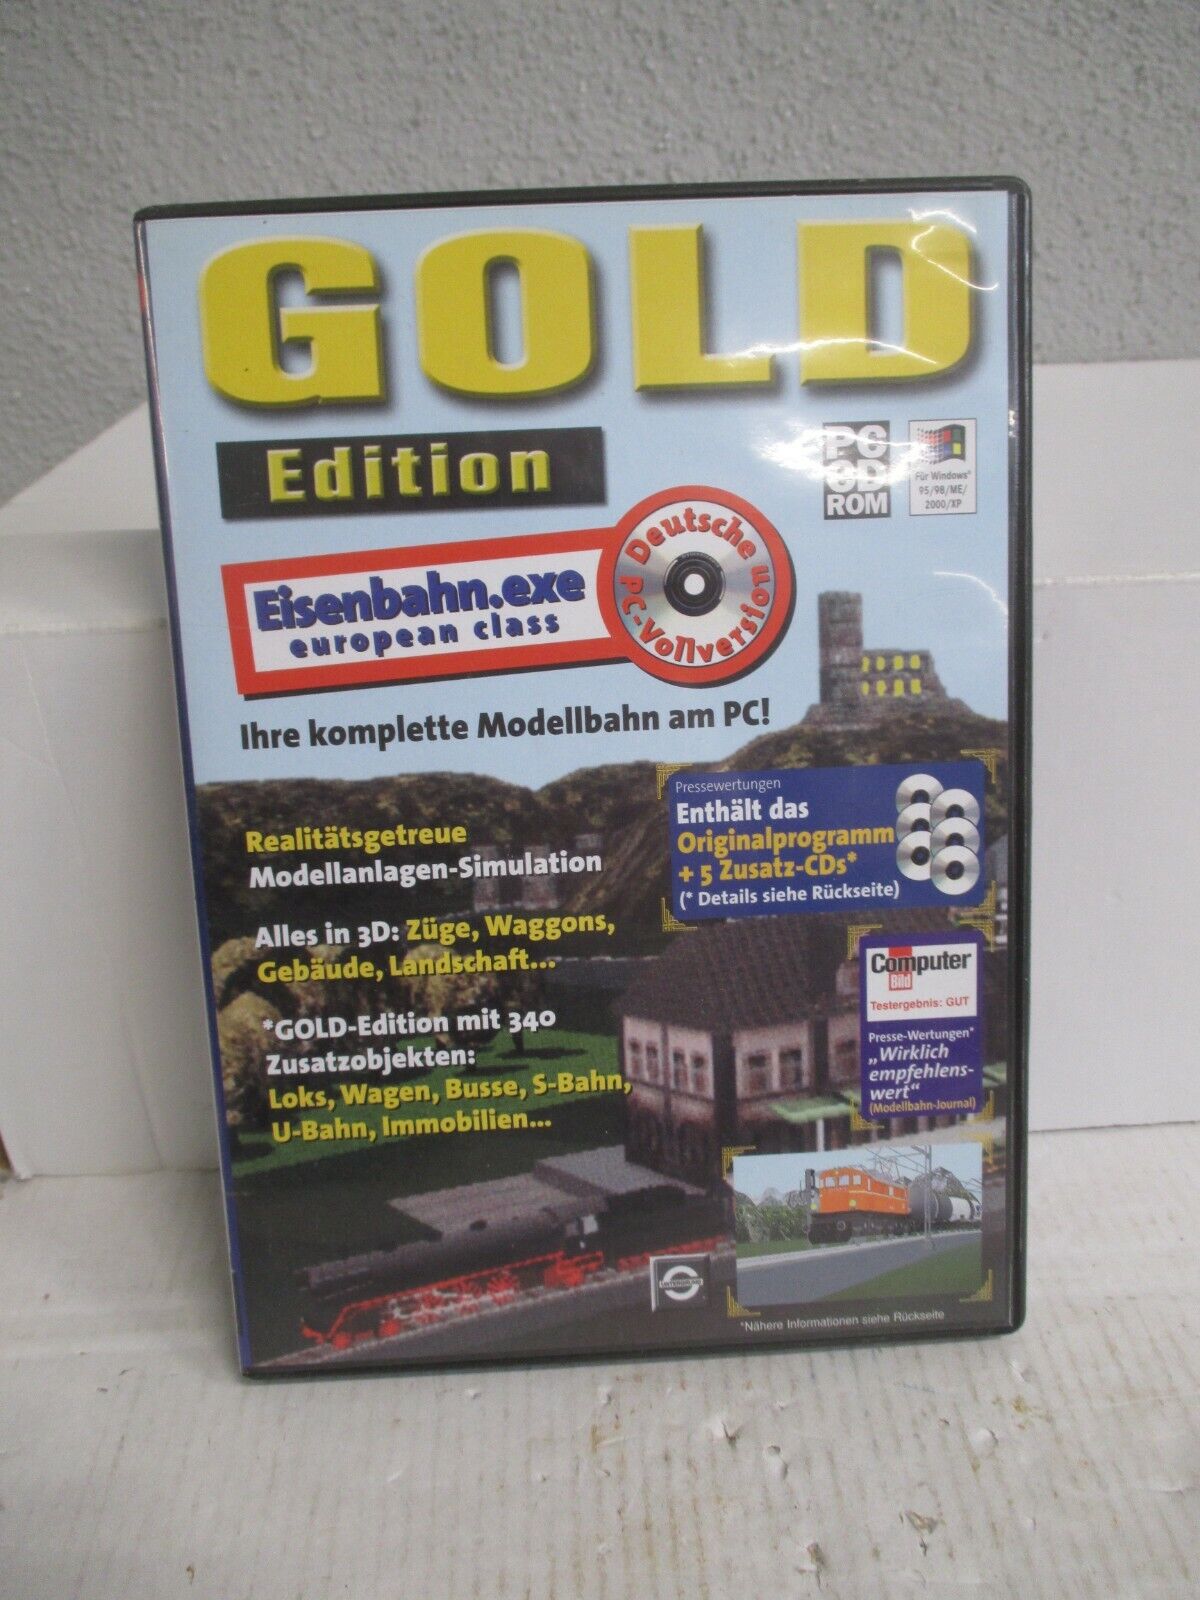 GOLD
Edition
PC
CD
ROM
Für Windows®
95/98/ME/
2000/XP
Eisenbahn.exe
european class
Deutsche
PC-Vollversion
Ihre komplette Modellbahn am PC!
Pressewertungen
Enthält das
Originalprogramm
+ 5 Zusatz-CDs*
(* Details siehe Rückseite)
Realitätsgetreue
Modellanlagen-Simulation
Alles in 3D: Züge, Waggons,
Gebäude, Landschaft...
*GOLD-Edition mit 340
Zusatzobjekten:
Loks, Wagen, Busse, S-Bahn,
U-Bahn, Immobilien...
Computer
Bild
Testergebnis: GUT
Presse-Wertungen*
„Wirklich
empfehlens-
wert“
(Modellbahn-Journal)
UNTERGRUND
*Nähere Informationen siehe Rückseite